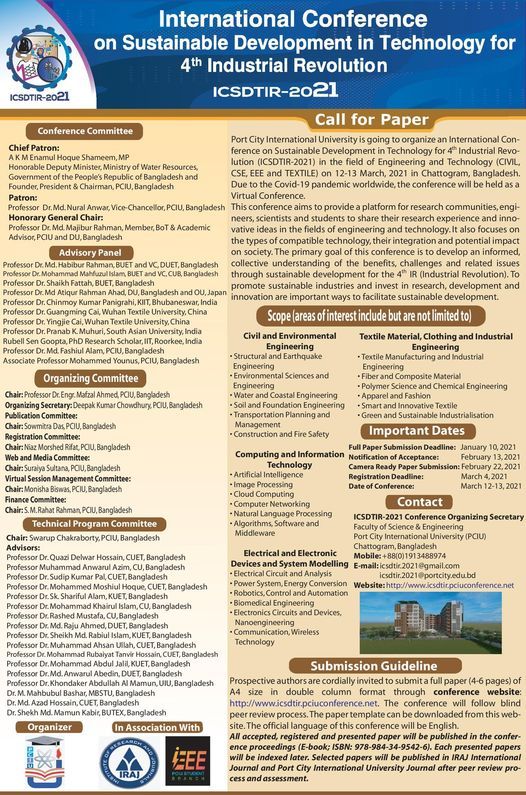 International Conference
on Sustainable Development in Technology for
4th Industrial Revolution
ICSDTIR-2021
ICSDTIR-2021
Conference Committee
Chief Patron:
A K M Enamul Hoque Shameem, MP
Honorable Deputy Minister, Ministry of Water Resources,
Government of the People's Republic of Bangladesh and
Founder, President & Chairman, PCIU, Bangladesh
Patron:
Professor Dr. Md. Nural Anwar, Vice-Chancellor, PCIU, Bangladesh
Honorary General Chair:
Professor Dr. Md. Majibur Rahman, Member, BoT & Academic
Advisor, PCIU and DU, Bangladesh
Advisory Panel
Professor Dr. Md. Habibur Rahman, BUET and VC, DUET, Bangladesh
Professor Dr. Mohammad Mahfuzul Islam, BUET and VC, CUB, Bangladesh
Professor Dr. Shaikh Fattah, BUET, Bangladesh
Professor Dr. Md Atiqur Rahman Ahad, DU, Bangladesh and OU, Japan
Professor Dr. Chinmoy Kumar Panigrahi, KIIT, Bhubaneswar, India
Professor Dr. Guangming Cai, Wuhan Textile University, China
Professor Dr. Yingjie Cai, Wuhan Textile University, China
Professor Dr. Pranab K. Muhuri, South Asian University, India
Rubell Sen Goopta, PhD Research Scholar, IIT, Roorkee, India
Professor Dr. Md. Fashiul Alam, PCIU, Bangladesh
Associate Professor Mohammed Younus, PCIU, Bangladesh
Organizing Committee
Chair: Professor Dr. Engr. Mafzal Ahmed, PCIU, Bangladesh
Organizing Secretary: Deepak Kumar Chowdhury, PCIU, Bangladesh
Publication Committee:
Chair: Sowmitra Das, PCIU, Bangladesh
Registration Committee:
Chair: Niaz Morshed Rifat, PCIU, Bangladesh
Web and Media Committee:
Chair: Suraiya Sultana, PCIU, Bangladesh
Virtual Session Management Committee:
Chair: Monisha Biswas, PCIU, Bangladesh
Finance Committee:
Chair: S. M. Rahat Rahman, PCIU, Bangladesh
Technical Program Committee
Chair: Swarup Chakraborty, PCIU, Bangladesh
Advisors:
Professor Dr. Quazi Delwar Hossain, CUET, Bangladesh
Professor Muhammad Anwarul Azim, CU, Bangladesh
Professor Dr. Sudip Kumar Pal, CUET, Bangladesh
Professor Dr. Mohammed Moshiul Hoque, CUET, Bangladesh
Professor Dr. Sk. Shariful Alam, KUET, Bangladesh
Professor Dr. Mohammad Khairul Islam, CU, Bangladesh
Professor Dr. Rashed Mustafa, CU, Bangladesh
Professor Dr. Md. Raju Ahmed, DUET, Bangladesh
Professor Dr. Sheikh Md. Rabiul Islam, KUET, Bangladesh
Professor Dr. Muhammad Ahsan Ullah, CUET, Bangladesh
Professor Dr. Mohammad Rubaiyat Tanvir Hossain, CUET, Bangladesh
Professor Dr. Mohammad Abdul Jalil, KUET, Bangladesh
Professor Dr. Md. Anwarul Abedin, DUET, Bangladesh
Professor Dr. Khondaker Abdullah Al Mamun, UIU, Bangladesh
Dr. M. Mahbubul Bashar, MBSTU, Bangladesh
Dr. Md. Azad Hossain, CUET, Bangladesh
Dr. Shekh Md. Mamun Kabir, BUTEX, Bangladesh
Organizer
In Association With
PCIU
IRAJ
IEEE
PCIU STUDENT
BRANCH
Call for Paper
Port City International University is going to organize an International Con-
ference on Sustainable Development in Technology for 4th Industrial Revo-
lution (ICSDTIR-2021) in the field of Engineering and Technology (CIVIL,
CSE, EEE and TEXTILE) on 12-13 March, 2021 in Chattogram, Bangladesh.
Due to the Covid-19 pandemic worldwide, the conference will be held as a
Virtual Conference.
This conference aims to provide a platform for research communities, engi-
neers, scientists and students to share their research experience and inno-
vative ideas in the fields of engineering and technology. It also focuses on
the types of compatible technology, their integration and potential impact
on society. The primary goal of this conference is to develop an informed,
collective understanding of the benefits, challenges and related issues
through sustainable development for the 4th IR (Industrial Revolution). To
promote sustainable industries and invest in research, development and
innovation are important ways to facilitate sustainable development.
Scope (areas of interest include but are not limited to)
Civil and Environmental
Engineering
• Structural and Earthquake
Engineering
• Environmental Sciences and
Engineering
• Water and Coastal Engineering
• Soil and Foundation Engineering
• Transportation Planning and
Management
• Construction and Fire Safety
Computing and Information
Technology
• Artificial Intelligence
• Image Processing
• Cloud Computing
• Computer Networking
• Natural Language Processing
• Algorithms, Software and
Middleware
Electrical and Electronic
Devices and System Modelling
• Electrical Circuit and Analysis
• Power System, Energy Conversion
• Robotics, Control and Automation
• Biomedical Engineering
• Electronics Circuits and Devices,
Nanoengineering
• Communication, Wireless
Technology
Textile Material, Clothing and Industrial
Engineering
• Textile Manufacturing and Industrial
Engineering
• Fiber and Composite Material
• Polymer Science and Chemical Engineering
• Apparel and Fashion
• Smart and Innovative Textile
• Green and Sustainable Industrialisation
Important Dates
Full Paper Submission Deadline: January 10, 2021
Notification of Acceptance: February 13, 2021
Camera Ready Paper Submission: February 22, 2021
Registration Deadline: March 4, 2021
Date of Conference: March 12-13, 2021
Contact
ICSDTIR-2021 Conference Organizing Secretary
Faculty of Science & Engineering
Port City International University (PCIU)
Chattogram, Bangladesh
Mobile: +88(0)1913488974
E-mail: icsdtir.2021@gmail.com
icsdtir.2021@portcity.edu.bd
Website: http://www.icsdtir.pciuconference.net
Submission Guideline
Prospective authors are cordially invited to submit a full paper (4-6 pages) of
A4 size in double column format through conference website:
http://www.icsdtir.pciuconference.net. The conference will follow blind
peer review process. The paper template can be downloaded from this web-
site. The official language of this conference will be English.
All accepted, registered and presented paper will be published in the confer-
ence proceedings (E-book; ISBN: 978-984-34-9542-6). Each presented papers
will be indexed later. Selected papers will be published in IRAJ International
Journal and Port City International University Journal after peer review pro-
cess and assessment.